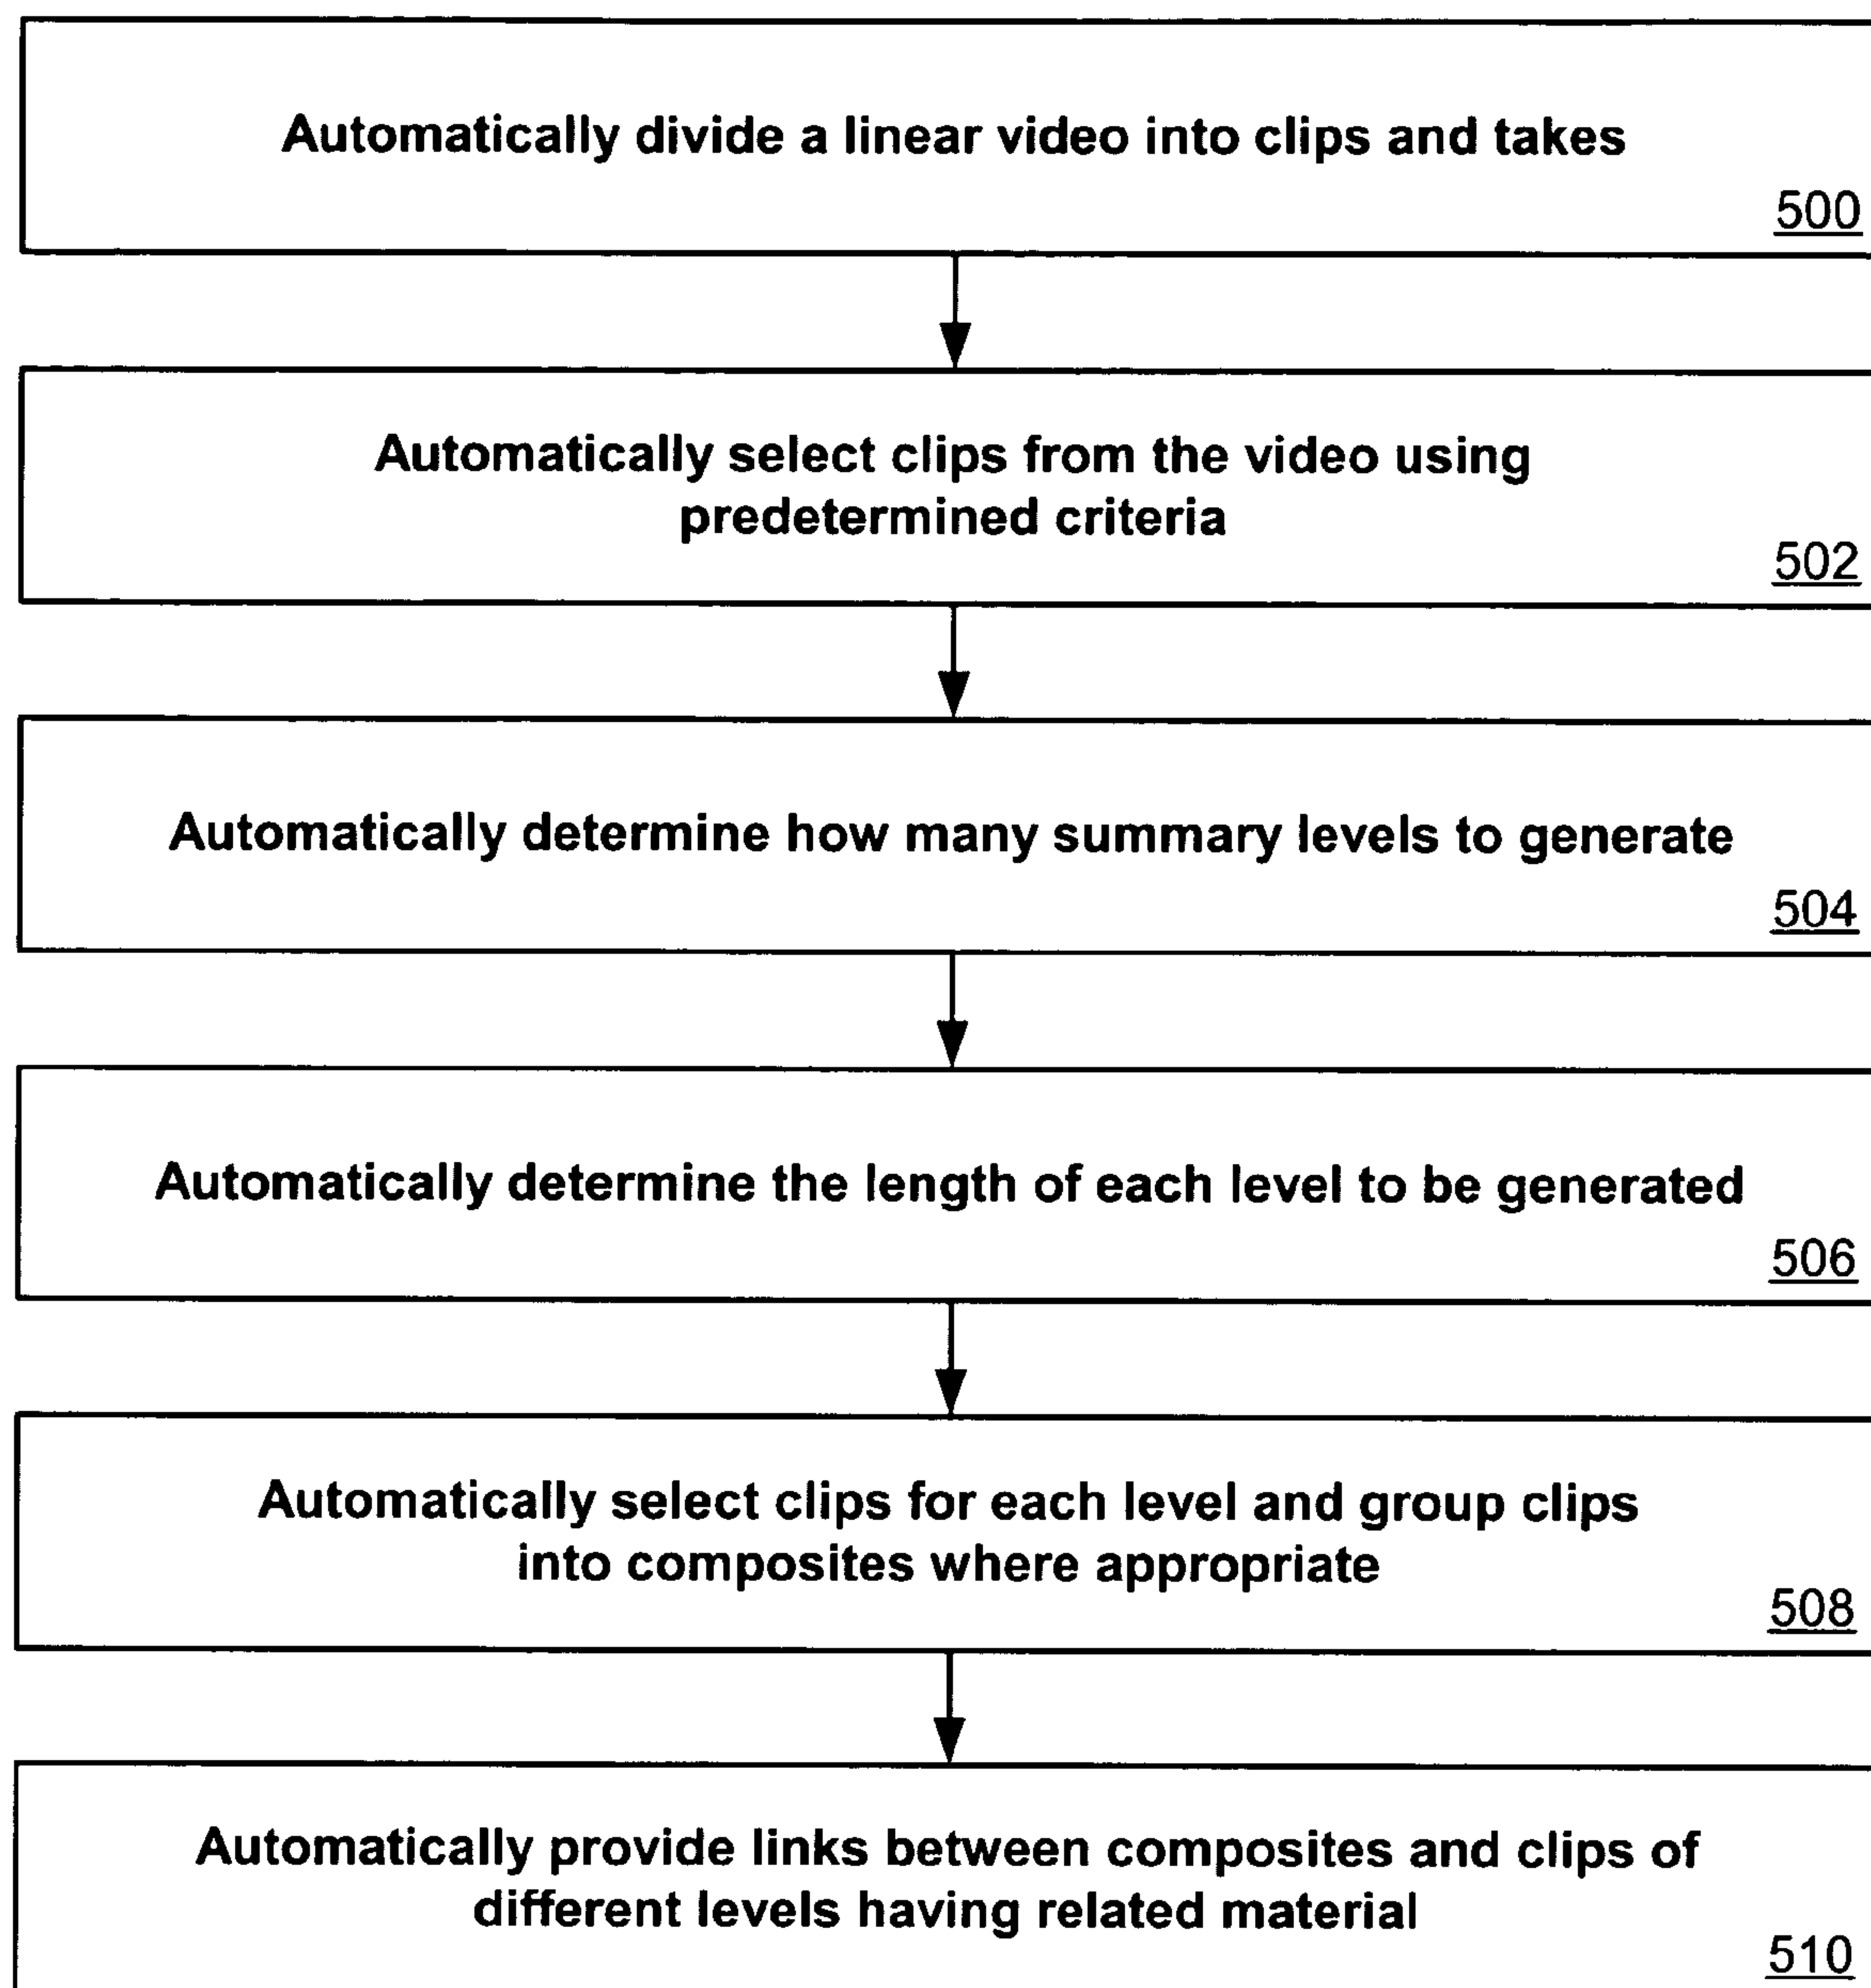 Automatically divide a linear video into clips and takes
500
Automatically select clips from the video using
predetermined criteria
502
Automatically determine how many summary levels to generate
504
Automatically determine the length of each level to be generated
506
Automatically select clips for each level and group clips
into composites where appropriate
508
Automatically provide links between composites and clips of
different levels having related material
510